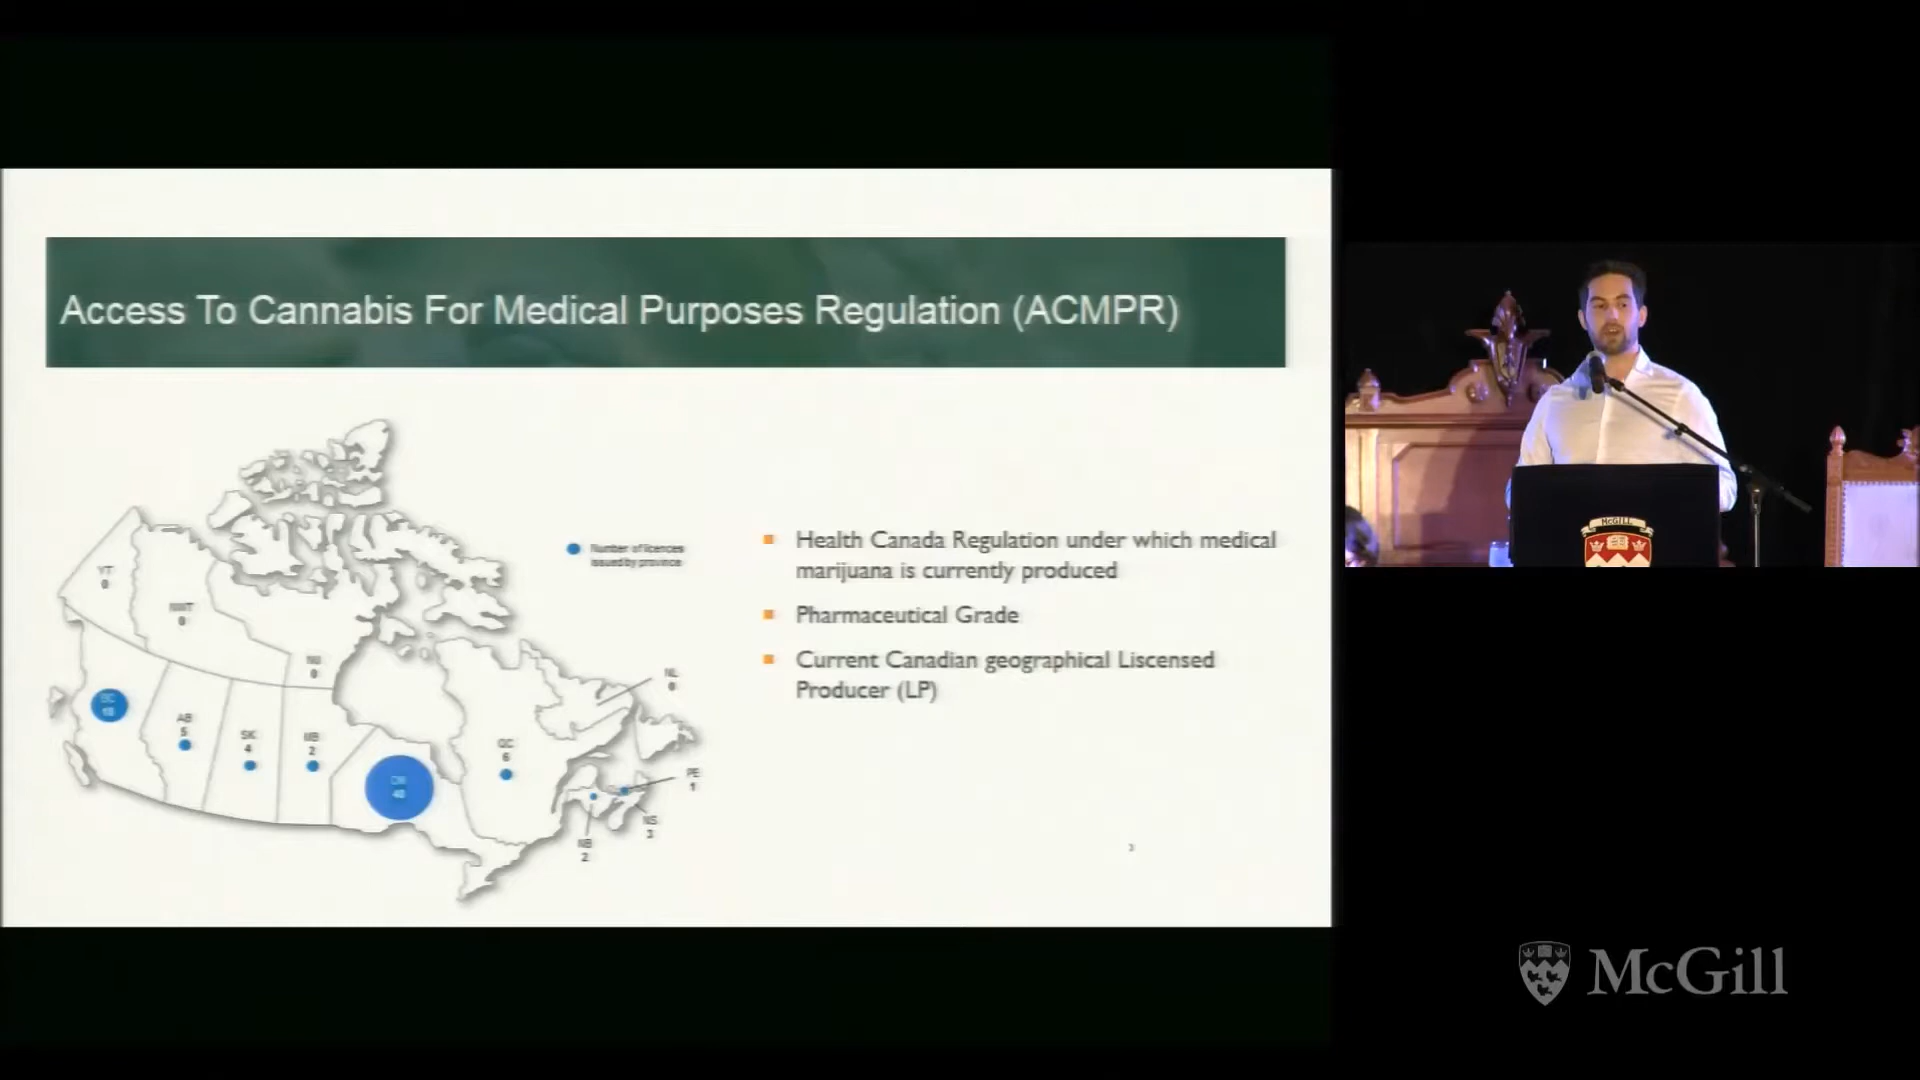 Access To Cannabis For Medical Purposes Regulation (ACMPR)
Number of licences
issued by province
YT
0
NWT
0
NU
0
NL
0
BC
AB
5
SK
4
MB
2
ON
40
QC
6
PE
1
NS
3
NB
2
Health Canada Regulation under which medical
marijuana is currently produced
Pharmaceutical Grade
Current Canadian geographical Liscensed
Producer (LP)
3
McGILL
McGill